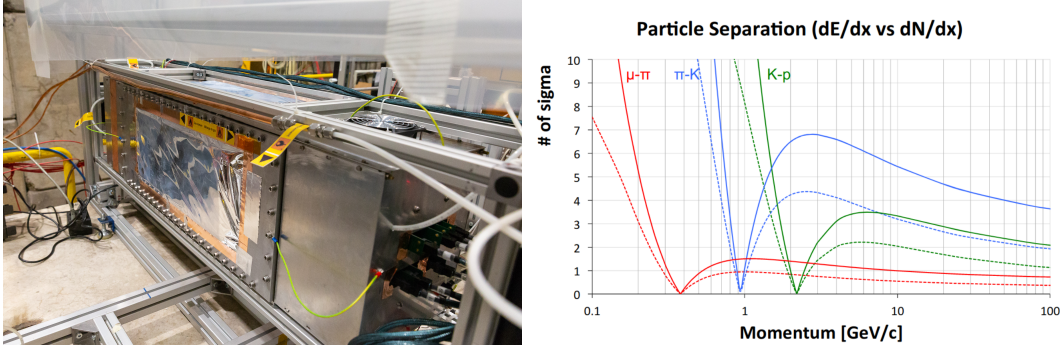 Particle Separation (dE/dx vs dN/dx)
# of sigma
10
9
8
7
6
5
4
3
2
1
0
μ-π
π-K
K-p
0.1
1
10
100
Momentum [GeV/c]